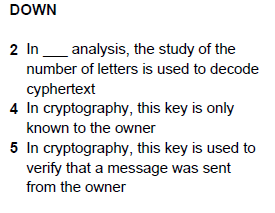 DOWN
2 In ___ analysis, the study of the
number of letters is used to decode
cyphertext
4 In cryptography, this key is only
known to the owner
5 In cryptography, this key is used to
verify that a message was sent
from the owner